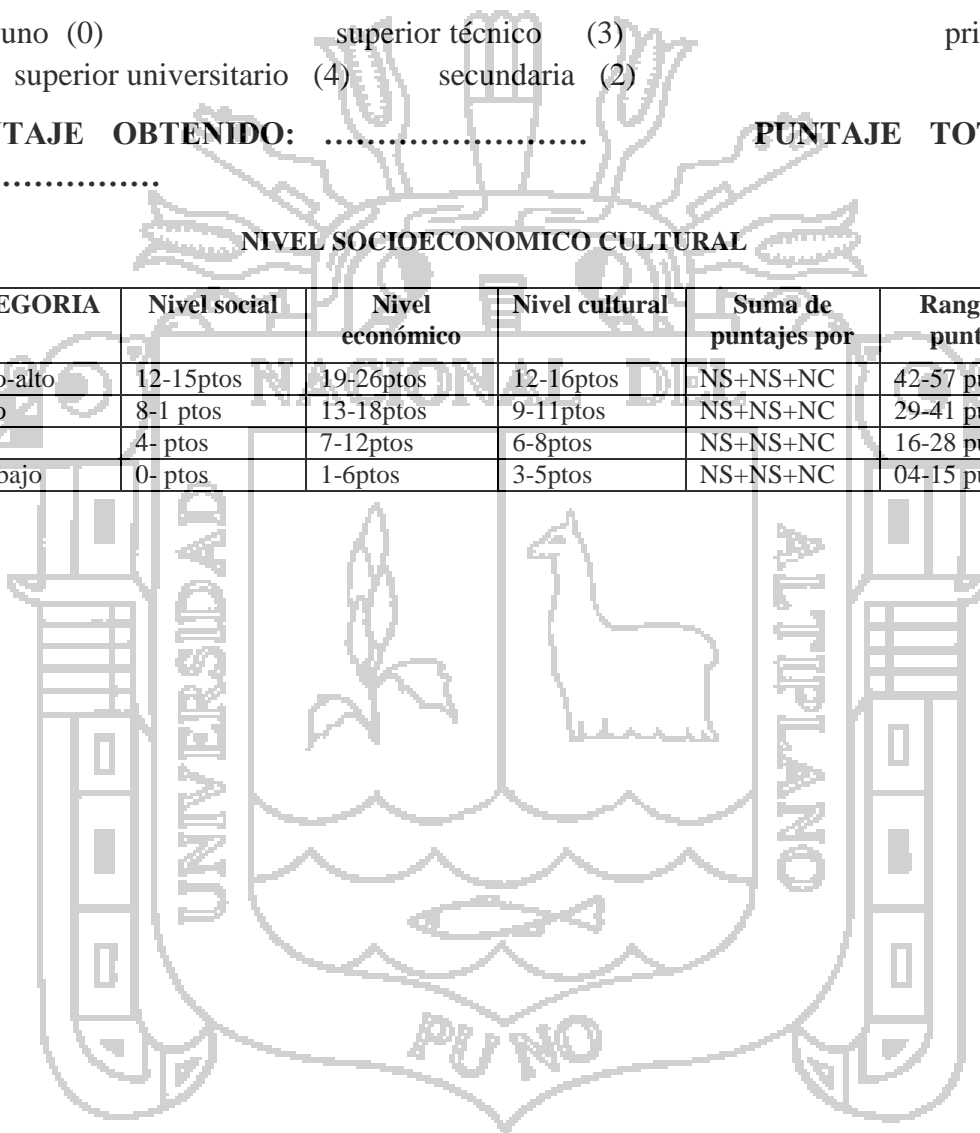 uno (0) superior técnico (3) pri
superior universitario (4) secundaria (2)
NTAJE OBTENIDO: ……………………. PUNTAJE TO
……………
NIVEL SOCIOECONOMICO CULTURAL
EGORIA Nivel social Nivel económico Nivel cultural Suma de puntajes por Rang punt
o-alto 12-15ptos 19-26ptos 12-16ptos NS+NS+NC 42-57 p
o 8-1 ptos 13-18ptos 9-11ptos NS+NS+NC 29-41 p
4- ptos 7-12ptos 6-8ptos NS+NS+NC 16-28 p
bajo 0- ptos 1-6ptos 3-5ptos NS+NS+NC 04-15 p
NACIONAL DEL
UNIVERSIDAD
ALTIPLANO
PUNO